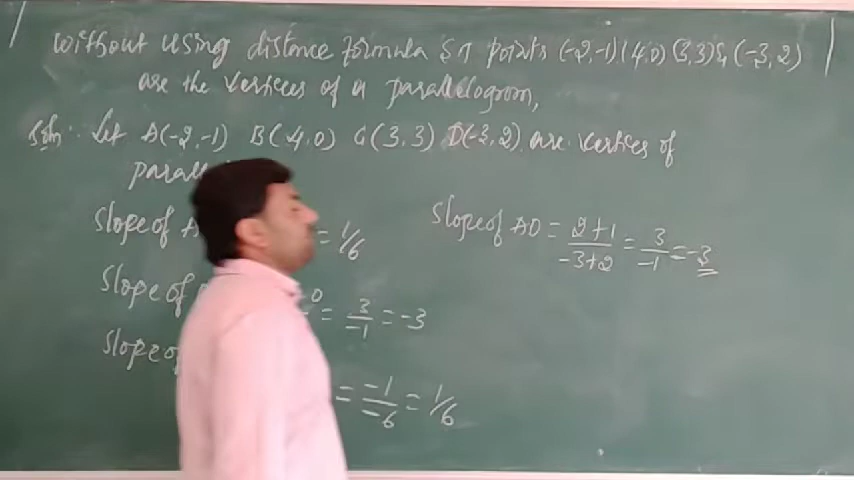 without using distance formula S.T points (-2,-1)(4,0)(3,3)&(-3,2)
are the vertices of a parallelogram,
Soln:- Let A(-2,-1) B(4,0) C(3,3) D(-3,2) are vertices of
parall
Slope of A = 1/6
Slope of 0 = 3/-1 = -3
Slope of = -1/-6 = 1/6
Slope of AD = 2+1/-3+2 = 3/-1 = -3